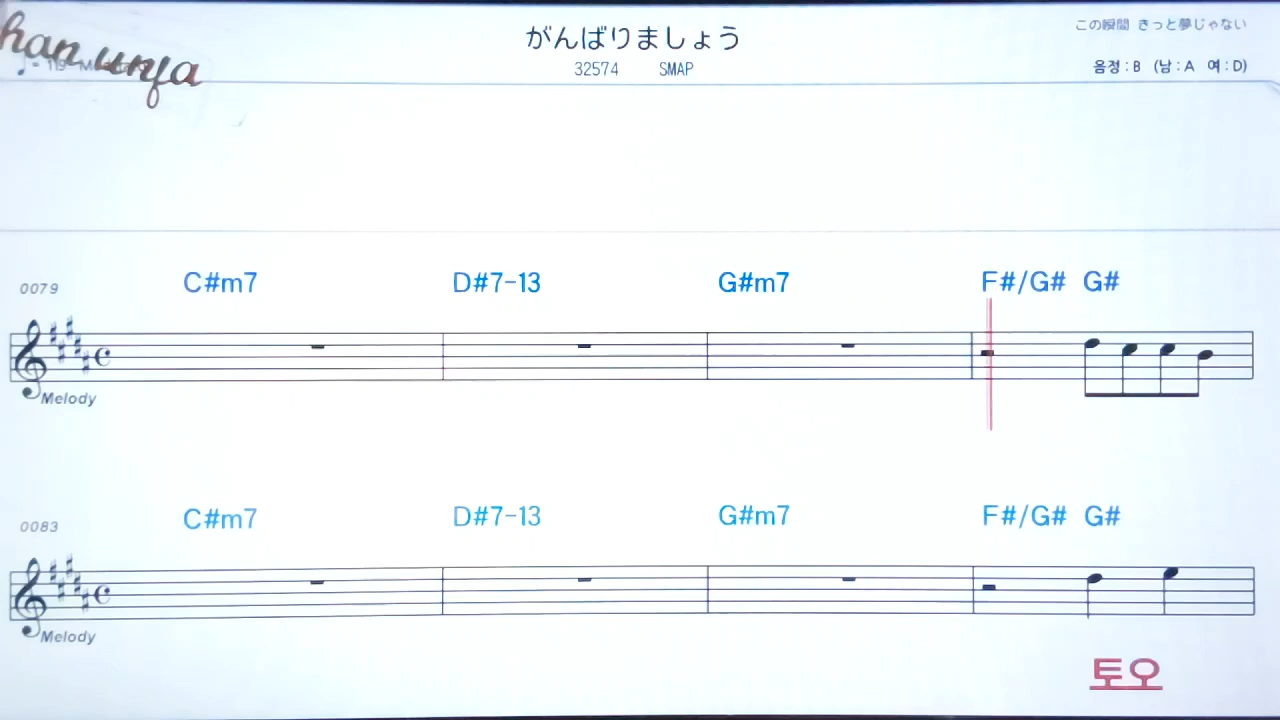 han unya
がんばりましょう
この瞬間 きっと夢じゃない
32574 SMAP
음정 : B (남 : A 여 : D)
C#m7 D#7-13 G#m7 F#/G# G#
0079
Melody
C#m7 D#7-13 G#m7 F#/G# G#
0083
Melody
토오